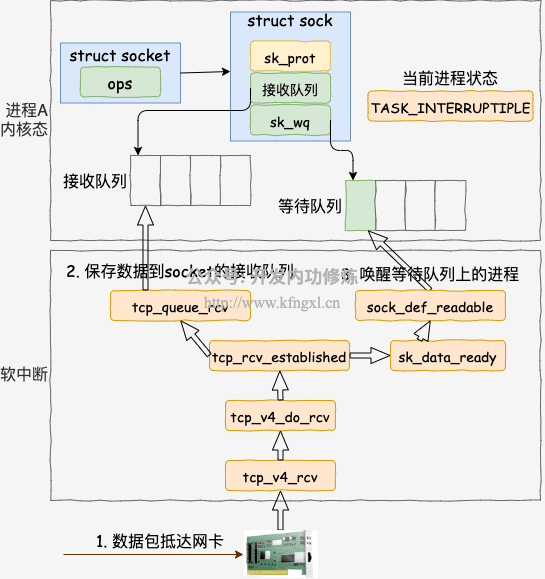 struct sock
struct socket
sk_prot
ops
接收队列
sk_wq
当前进程状态
TASK_INTERRUPTIPLE
进程A
内核态
接收队列
等待队列
2. 保存数据到socket的接收队列
3. 唤醒等待队列上的进程
公众号: 开发内功修炼
http://www.kfngxl.cn
tcp_queue_rcv
sock_def_readable
tcp_rcv_established
sk_data_ready
软中断
tcp_v4_do_rcv
tcp_v4_rcv
1. 数据包抵达网卡